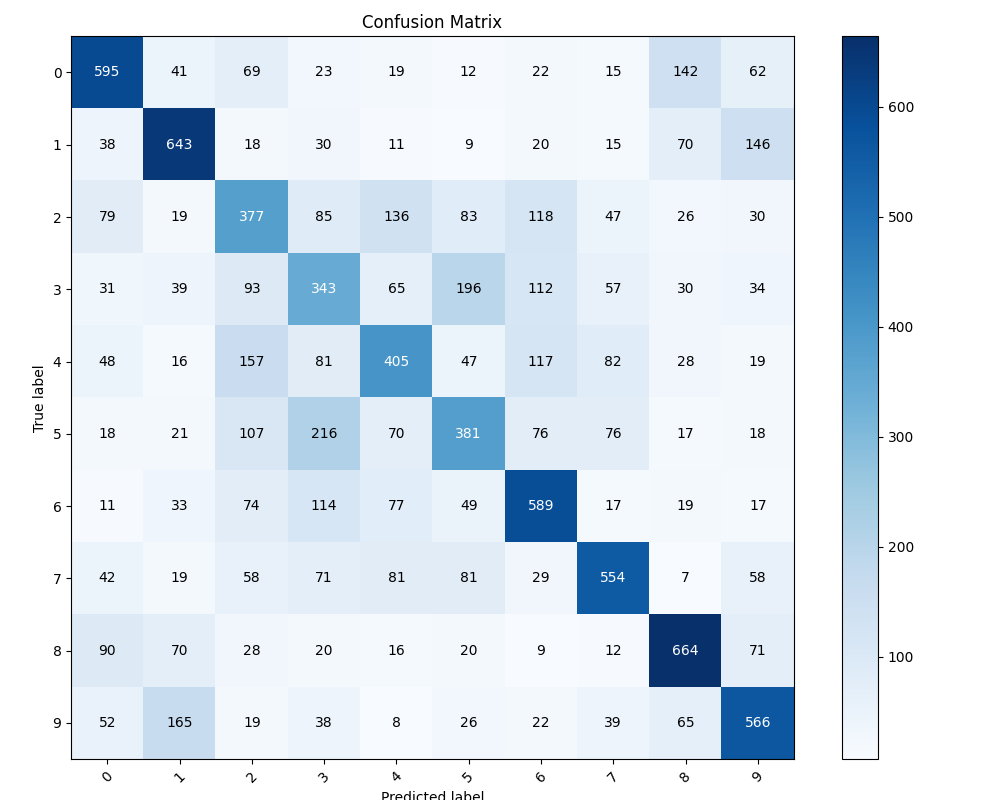 Confusion Matrix
0 595 41 69 23 19 12 22 15 142 62
1 38 643 18 30 11 9 20 15 70 146
2 79 19 377 85 136 83 118 47 26 30
3 31 39 93 343 65 196 112 57 30 34
4 48 16 157 81 405 47 117 82 28 19
5 18 21 107 216 70 381 76 76 17 18
6 11 33 74 114 77 49 589 17 19 17
7 42 19 58 71 81 81 29 554 7 58
8 90 70 28 20 16 20 9 12 664 71
9 52 165 19 38 8 26 22 39 65 566
0 1 2 3 4 5 6 7 8 9
True label
Predicted label
600
500
400
300
200
100